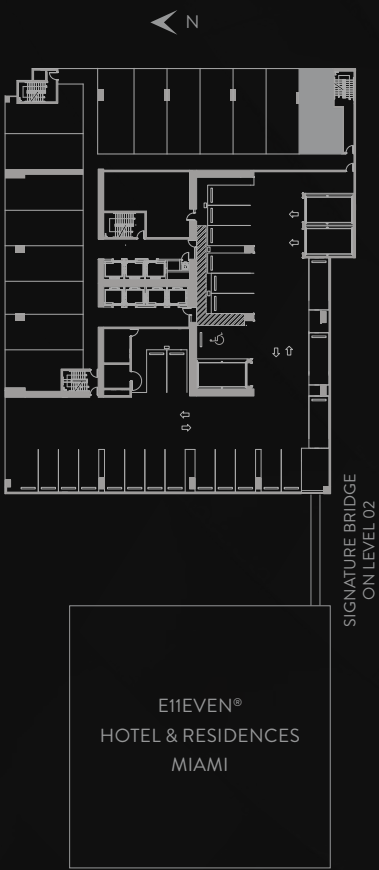 N
SIGNATURE BRIDGE
ON LEVEL 02
E11EVEN®
HOTEL & RESIDENCES
MIAMI